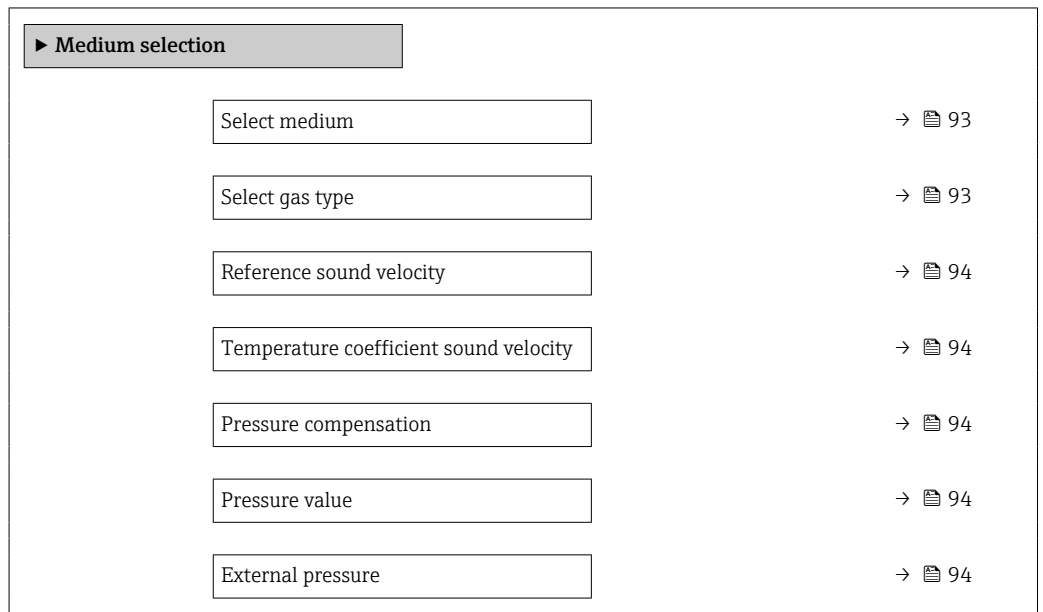 ▶ Medium selection
Select medium → 93
Select gas type → 93
Reference sound velocity → 94
Temperature coefficient sound velocity → 94
Pressure compensation → 94
Pressure value → 94
External pressure → 94